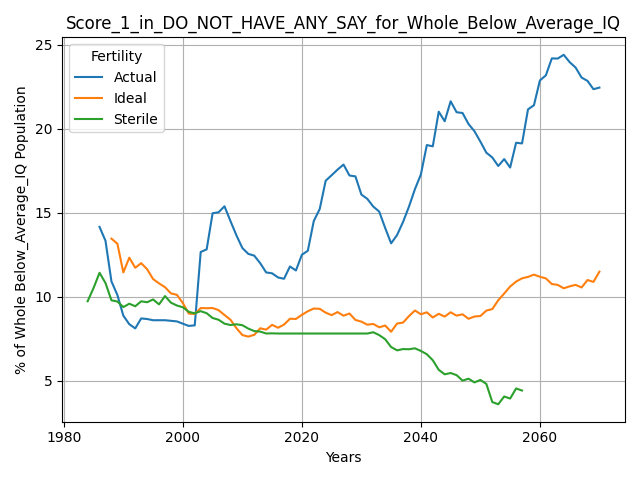 Score_1_in_DO_NOT_HAVE_ANY_SAY_for_Whole_Below_Average_IQ
% of Whole Below_Average_IQ Population
25
20
15
10
5
Fertility
Actual
Ideal
Sterile
1980 2000 2020 2040 2060
Years